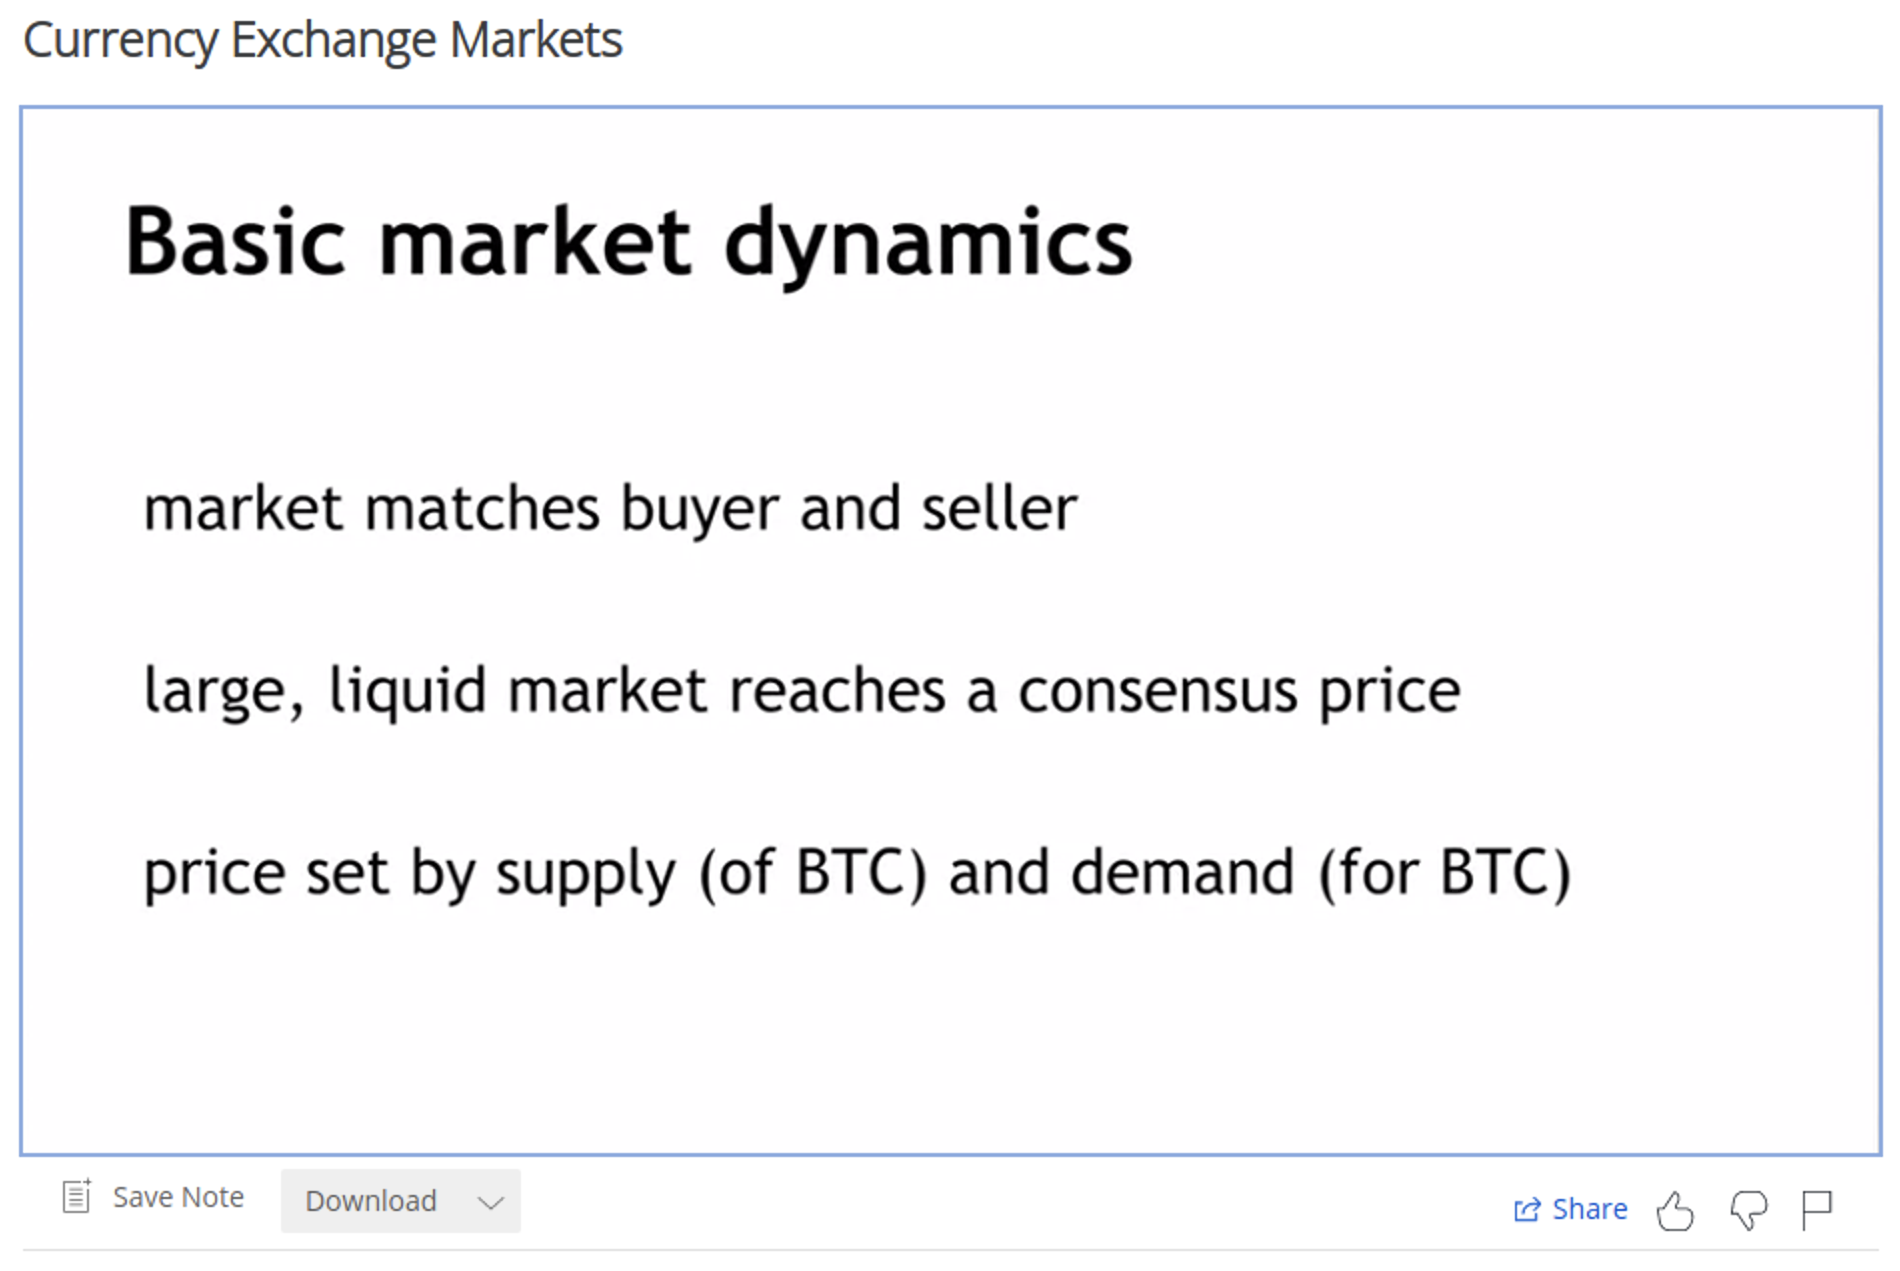 Currency Exchange Markets
Basic market dynamics
market matches buyer and seller
large, liquid market reaches a consensus price
price set by supply (of BTC) and demand (for BTC)
Save Note Download Share